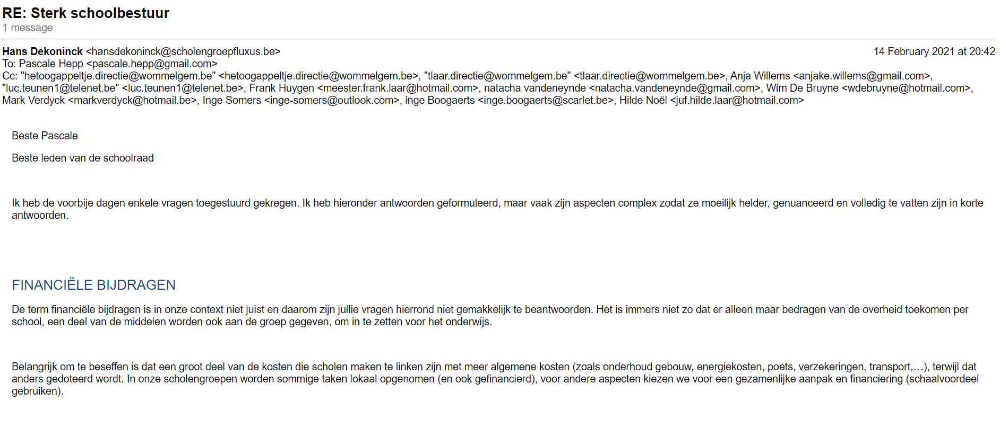 RE: Sterk schoolbestuur
1 message
Hans Dekoninck <hansdekoninck@scholengroepfluxus.be> 14 February 2021 at 20:42
To: Pascale Hepp <pascale.hepp@gmail.com>
Cc: "hetoogappeltje.directie@wommelgem.be" <hetoogappeltje.directie@wommelgem.be>, "tlaar.directie@wommelgem.be" <tlaar.directie@wommelgem.be>, Anja Willems <anjake.willems@gmail.com>,
"luc.teunen1@telenet.be" <luc.teunen1@telenet.be>, Frank Huygen <meester.frank.laar@hotmail.com>, natacha vandeneynde <natacha.vandeneynde@gmail.com>, Wim De Bruyne <wdebruyne@hotmail.com>,
Mark Verdyck <markverdyck@hotmail.be>, Inge Somers <inge-somers@outlook.com>, inge Boogaerts <inge.boogaerts@scarlet.be>, Hilde Noël <juf.hilde.laar@hotmail.com>
Beste Pascale
Beste leden van de schoolraad
Ik heb de voorbije dagen enkele vragen toegestuurd gekregen. Ik heb hieronder antwoorden geformuleerd, maar vaak zijn aspecten complex zodat ze moeilijk helder, genuanceerd en volledig te vatten zijn in korte
antwoorden.
FINANCIËLE BIJDRAGEN
De term financiële bijdragen is in onze context niet juist en daarom zijn jullie vragen hierrond niet gemakkelijk te beantwoorden. Het is immers niet zo dat er alleen maar bedragen van de overheid toekomen per
school, een deel van de middelen worden ook aan de groep gegeven, om in te zetten voor het onderwijs.
Belangrijk om te beseffen is dat een groot deel van de kosten die scholen maken te linken zijn met meer algemene kosten (zoals onderhoud gebouw, energiekosten, poets, verzekeringen, transport,…), terwijl dat
anders gedoteerd wordt. In onze scholengroepen worden sommige taken lokaal opgenomen (en ook gefinancierd), voor andere aspecten kiezen we voor een gezamenlijke aanpak en financiering (schaalvoordeel
gebruiken).